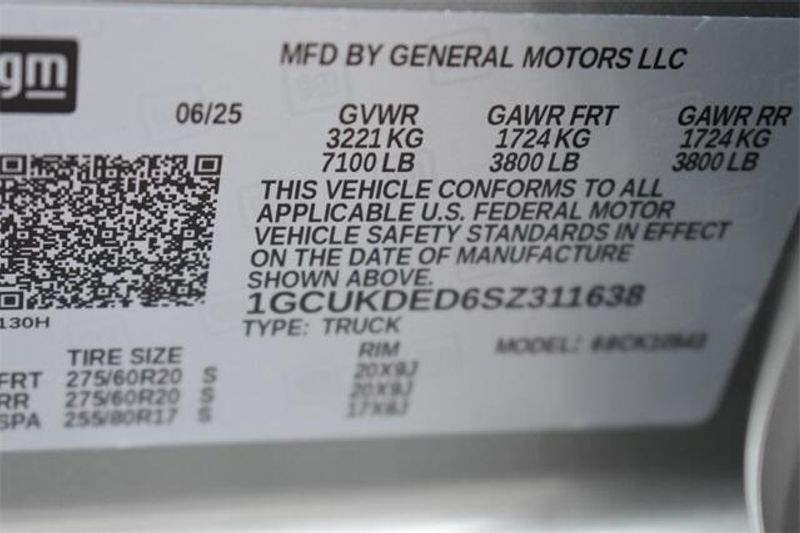 gm
MFD BY GENERAL MOTORS LLC
06/25 GVWR GAWR FRT GAWR RR
3221 KG 1724 KG 1724 KG
7100 LB 3800 LB 3800 LB
THIS VEHICLE CONFORMS TO ALL
APPLICABLE U.S. FEDERAL MOTOR
VEHICLE SAFETY STANDARDS IN EFFECT
ON THE DATE OF MANUFACTURE
SHOWN ABOVE.
1GCUKDED6SZ311638
130H
TYPE: TRUCK
TIRE SIZE RIM MODEL:
FRT 275/60R20 S 20X9J
RR 275/60R20 S 20X9J
SPA 255/80R17 S 17X8J